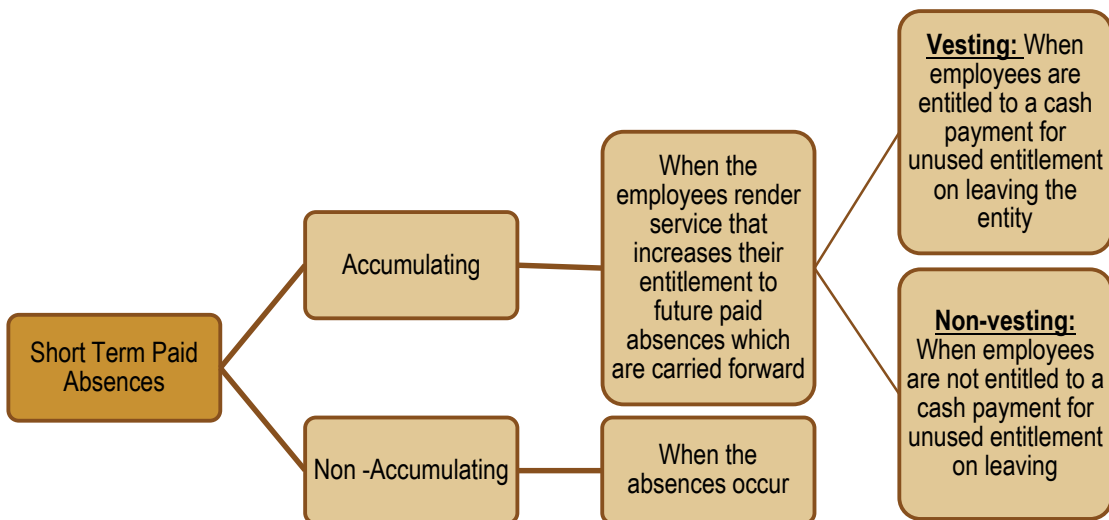 Short Term Paid
Absences
Accumulating
When the
employees render
service that
increases their
entitlement to
future paid
absences which
are carried forward
Vesting: When
employees are
entitled to a cash
payment for
unused entitlement
on leaving the
entity
Non-vesting:
When employees
are not entitled to a
cash payment for
unused entitlement
on leaving
Non -Accumulating
When the
absences occur